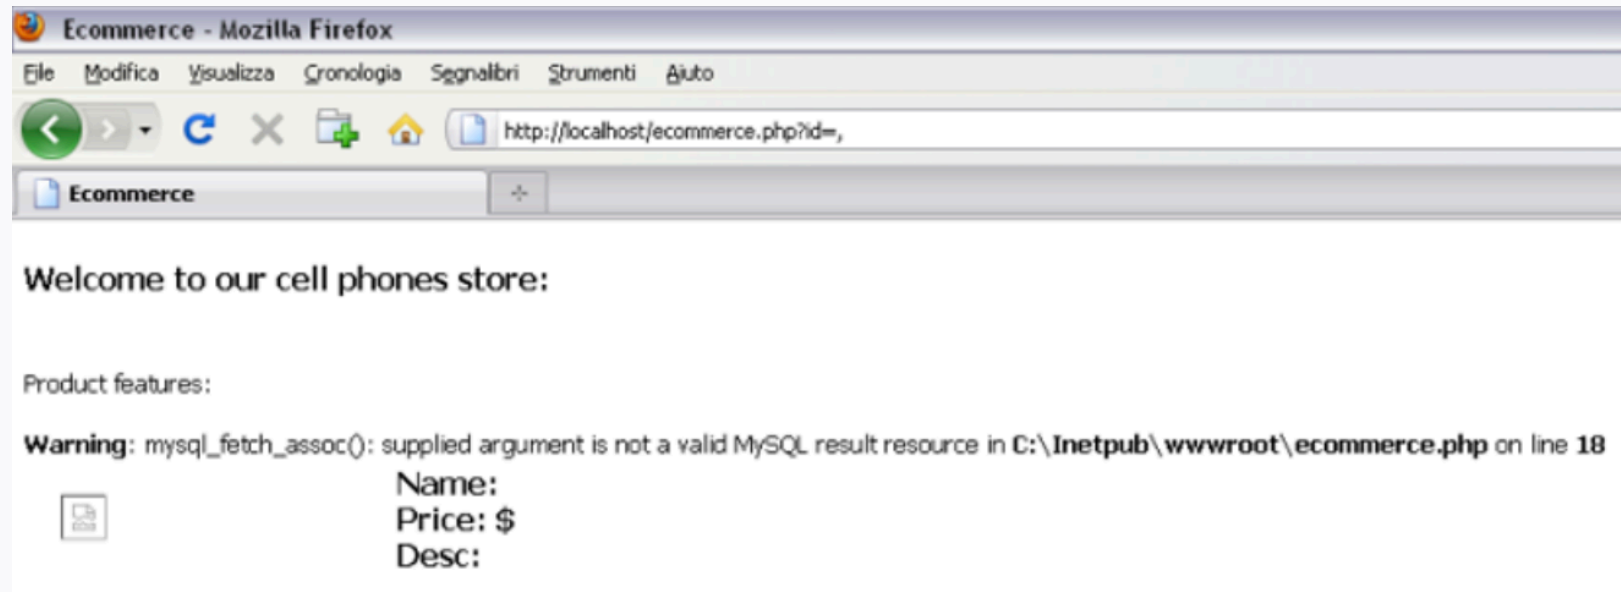 Ecommerce - Mozilla Firefox
File Modifica Visualizza Cronologia Segnalibri Strumenti Aiuto
http://localhost/ecommerce.php?id=,
Ecommerce
Welcome to our cell phones store:
Product features:
Warning: mysql_fetch_assoc(): supplied argument is not a valid MySQL result resource in C:\Inetpub\wwwroot\ecommerce.php on line 18
Name:
Price: $
Desc: